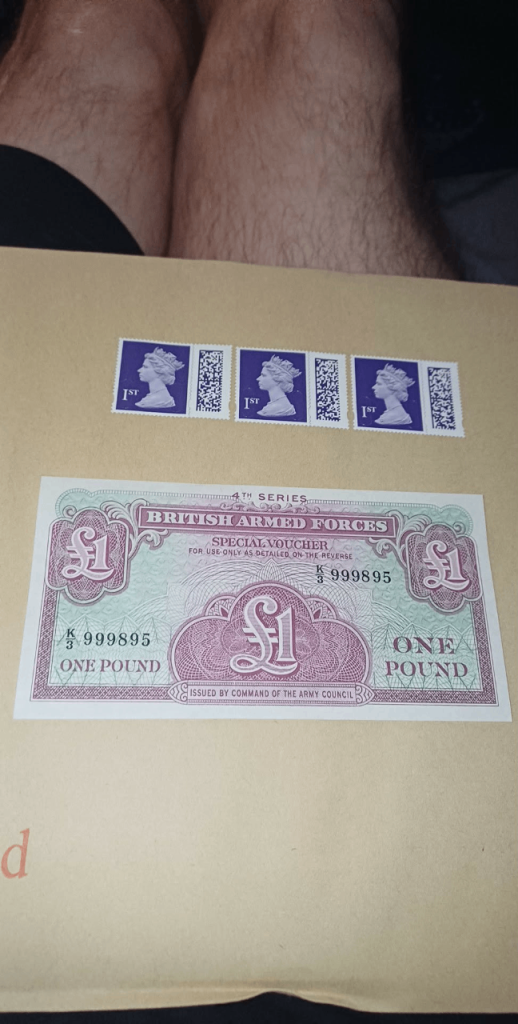 1ST
1ST
1ST
4TH SERIES
BRITISH ARMED FORCES
SPECIAL VOUCHER
FOR USE ONLY AS DETAILED ON THE REVERSE
£1
£1
K/3 999895
£1
K/3 999895
ONE POUND
ONE
POUND
ISSUED BY COMMAND OF THE ARMY COUNCIL
d